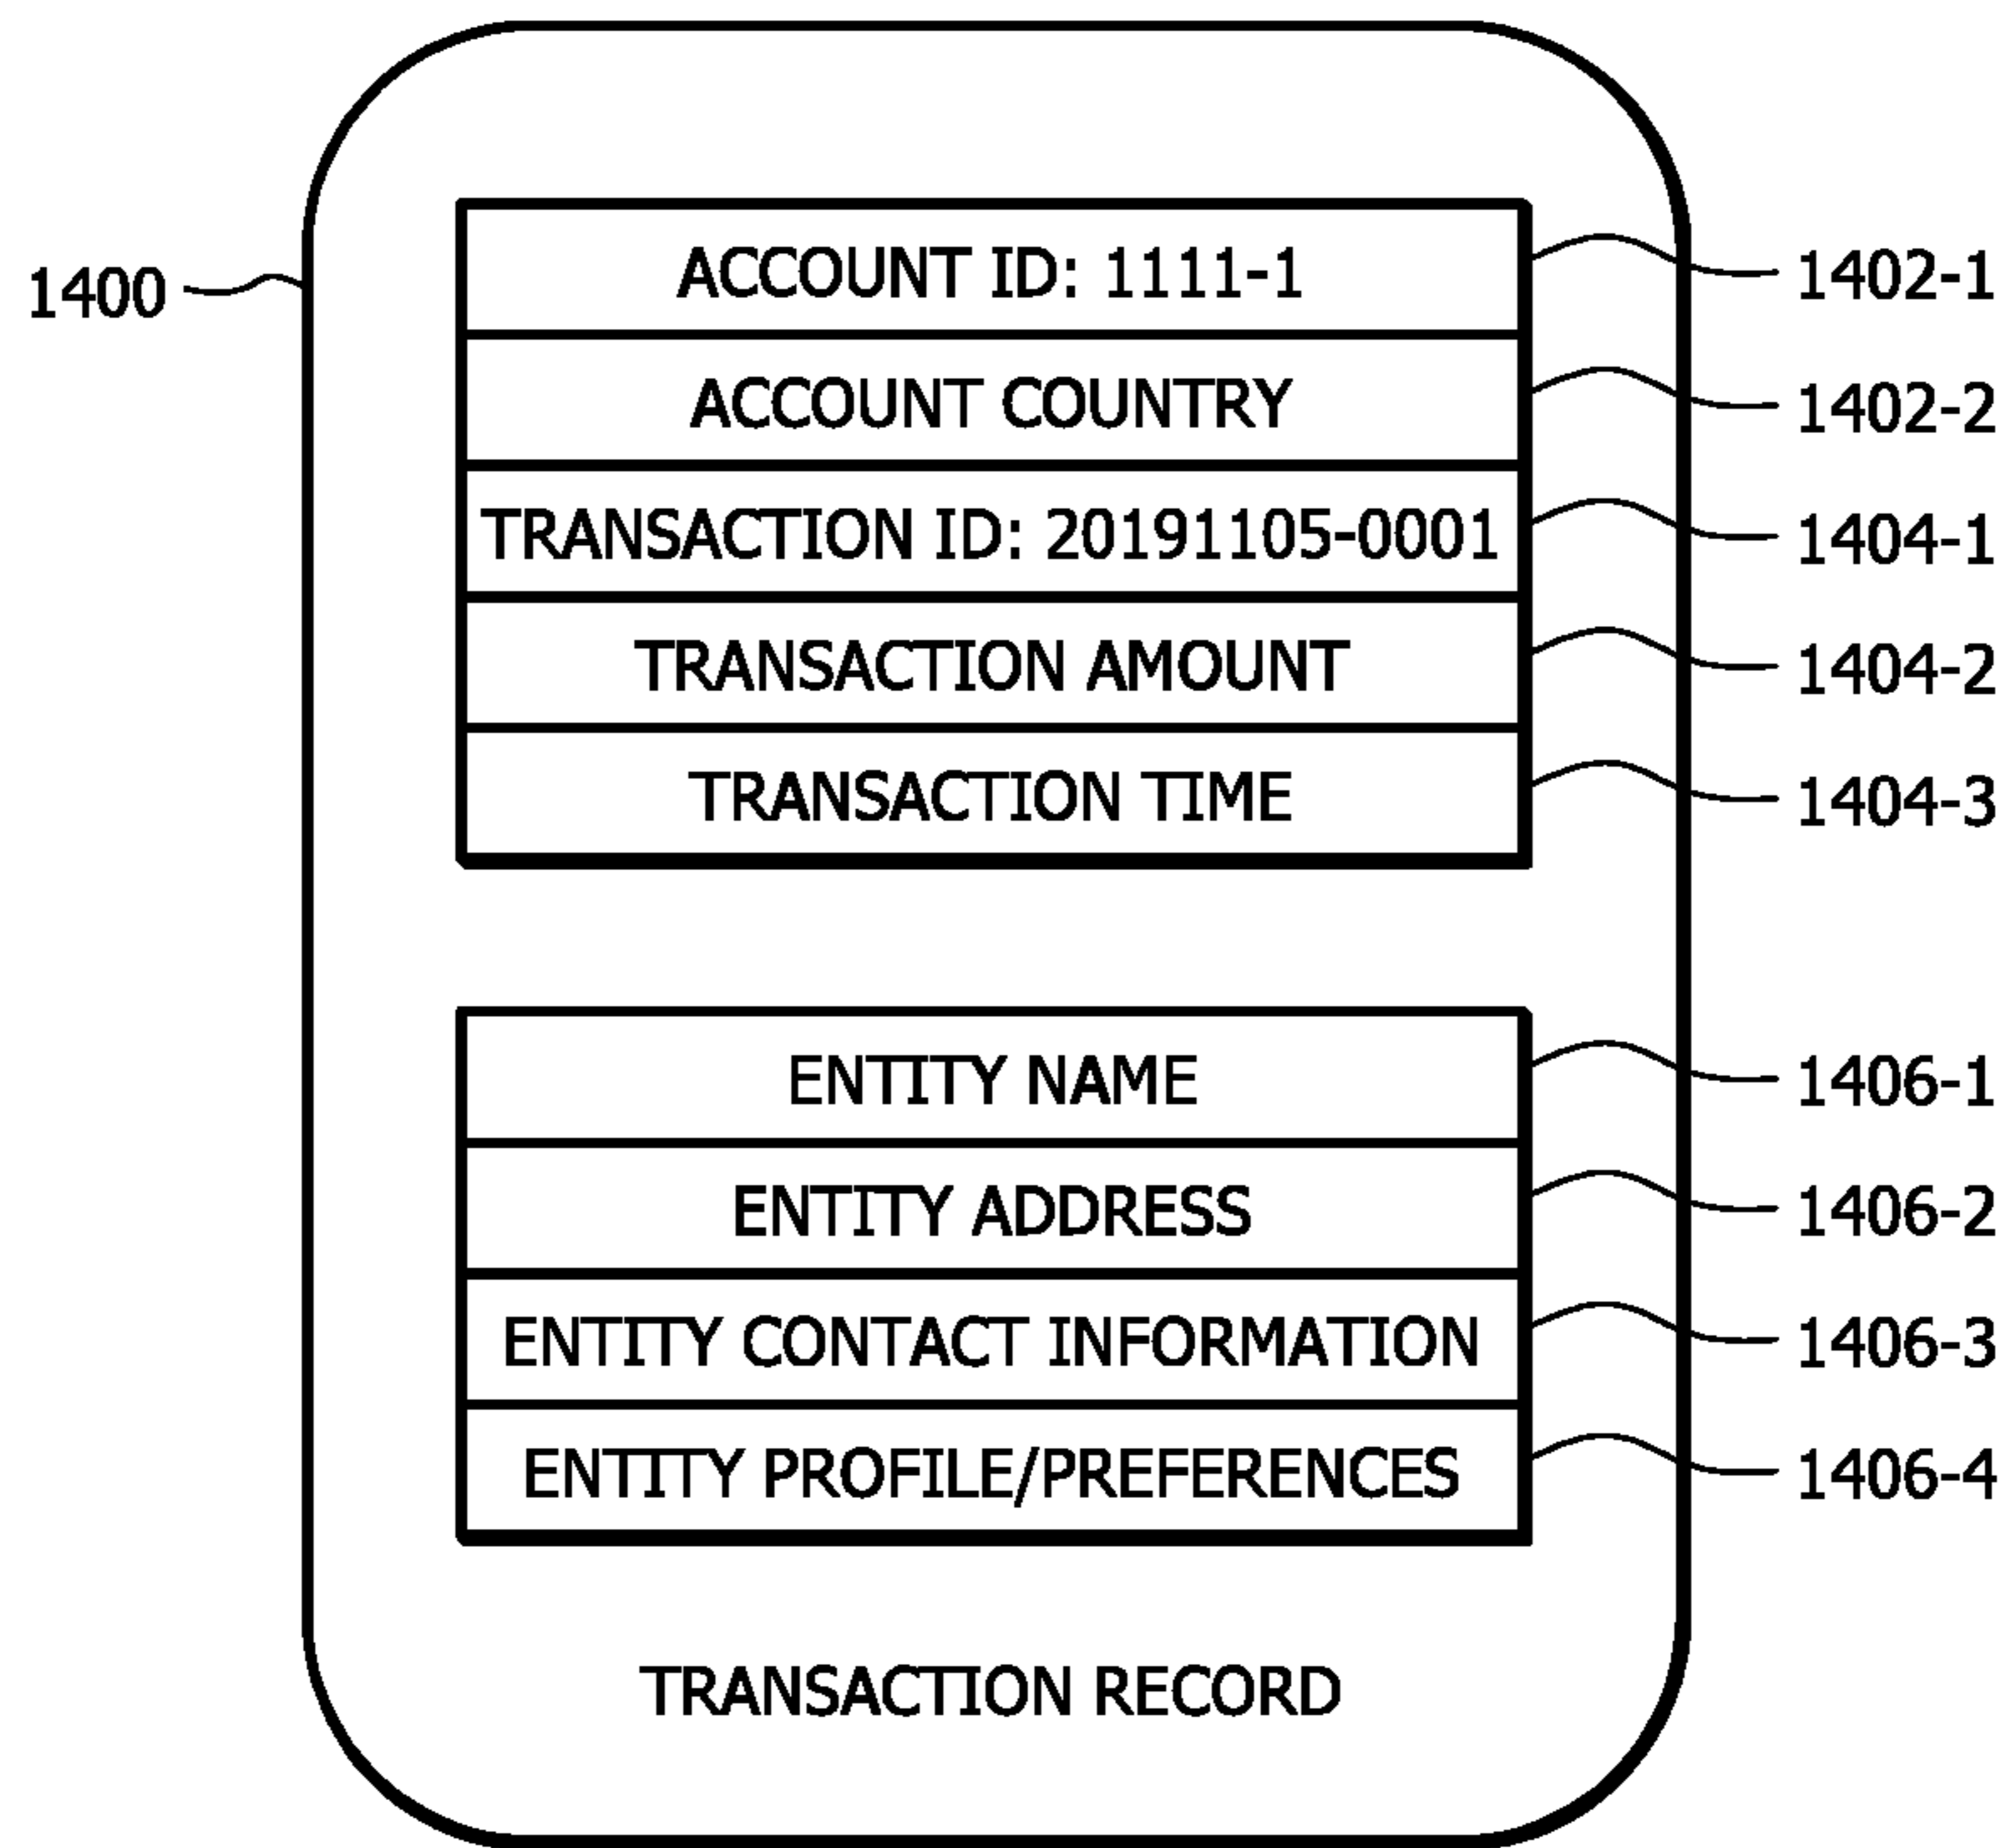 1400
ACCOUNT ID: 1111-1 1402-1
ACCOUNT COUNTRY 1402-2
TRANSACTION ID: 20191105-0001 1404-1
TRANSACTION AMOUNT 1404-2
TRANSACTION TIME 1404-3
ENTITY NAME 1406-1
ENTITY ADDRESS 1406-2
ENTITY CONTACT INFORMATION 1406-3
ENTITY PROFILE/PREFERENCES 1406-4
TRANSACTION RECORD